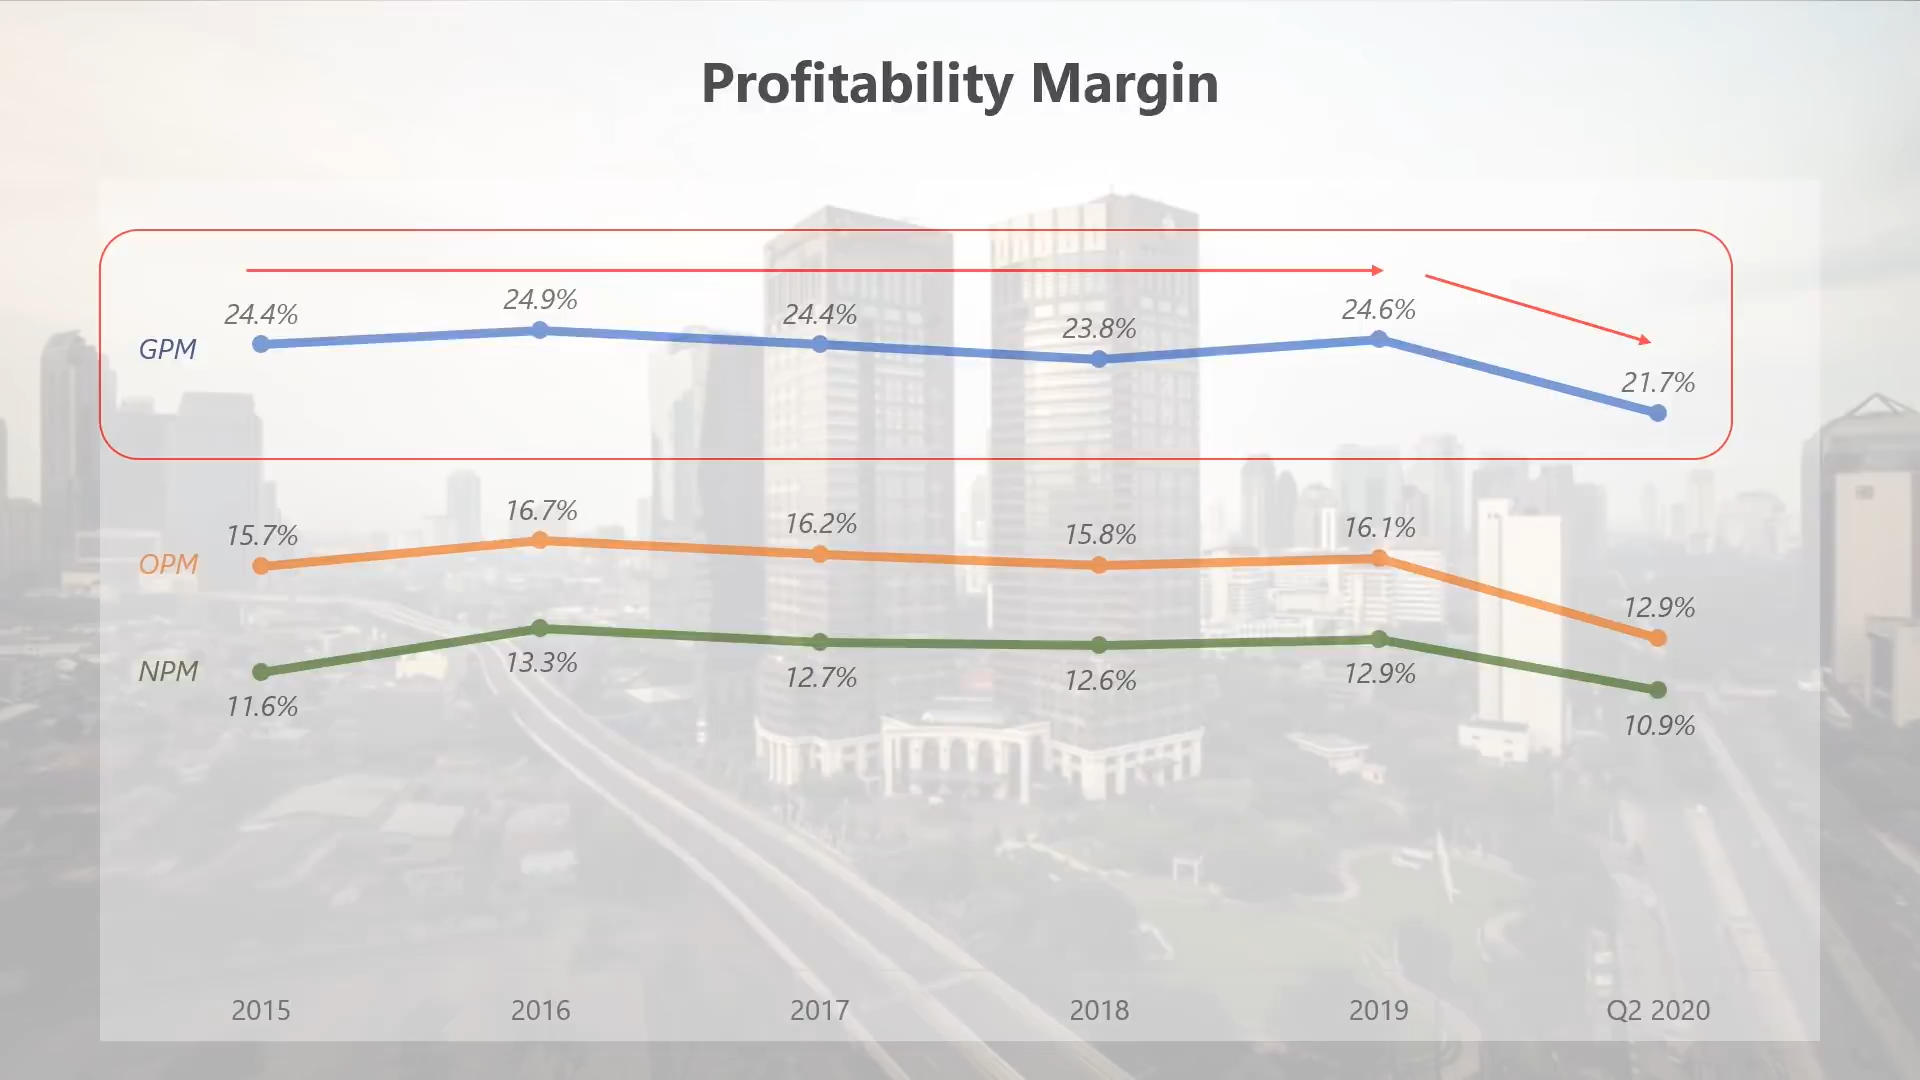 Profitability Margin
24.4% 24.9% 24.4% 23.8% 24.6% 21.7%
GPM
15.7% 16.7% 16.2% 15.8% 16.1% 12.9%
OPM
NPM
11.6% 13.3% 12.7% 12.6% 12.9% 10.9%
2015 2016 2017 2018 2019 Q2 2020